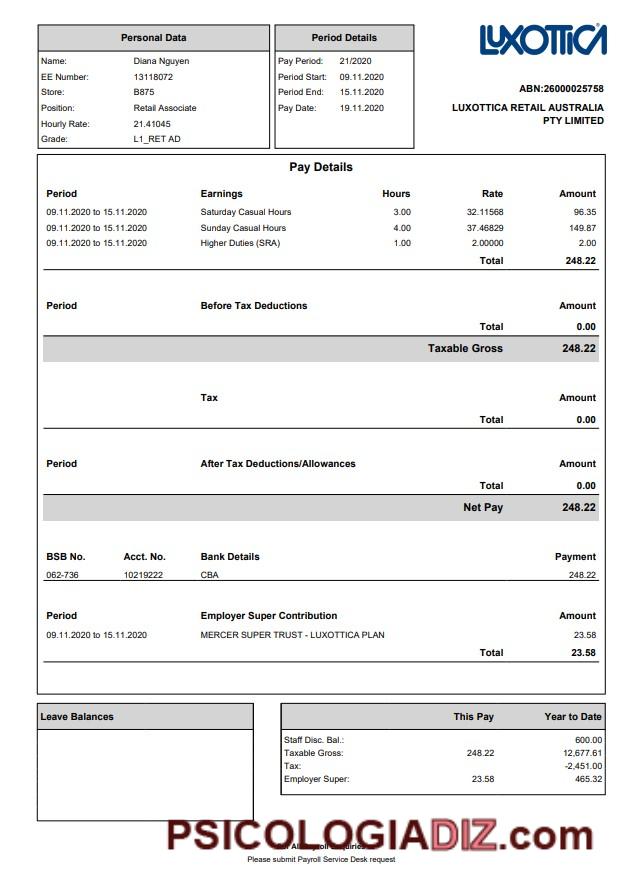 Personal Data
Name: Diana Nguyen
EE Number: 13118072
Store: B875
Position: Retail Associate
Hourly Rate: 21.41045
Grade: L1_RET AD
Period Details
Pay Period: 21/2020
Period Start: 09.11.2020
Period End: 15.11.2020
Pay Date: 19.11.2020
LUXOTTICA
ABN:26000025758
LUXOTTICA RETAIL AUSTRALIA
PTY LIMITED
Pay Details
Period Earnings Hours Rate Amount
09.11.2020 to 15.11.2020 Saturday Casual Hours 3.00 32.11568 96.35
09.11.2020 to 15.11.2020 Sunday Casual Hours 4.00 37.46829 149.87
09.11.2020 to 15.11.2020 Higher Duties (SRA) 1.00 2.00000 2.00
Total 248.22
Period Before Tax Deductions Amount
Total 0.00
Taxable Gross 248.22
Tax Amount
Total 0.00
Period After Tax Deductions/Allowances Amount
Total 0.00
Net Pay 248.22
BSB No. Acct. No. Bank Details Payment
062-736 10219222 CBA 248.22
Period Employer Super Contribution Amount
09.11.2020 to 15.11.2020 MERCER SUPER TRUST - LUXOTTICA PLAN 23.58
Total 23.58
Leave Balances
This Pay Year to Date
Staff Disc. Bal.: 600.00
Taxable Gross: 248.22 12,677.61
Tax: -2,451.00
Employer Super: 23.58 465.32
PSICOLOGIADIZ.com
Please submit Payroll Service Desk request